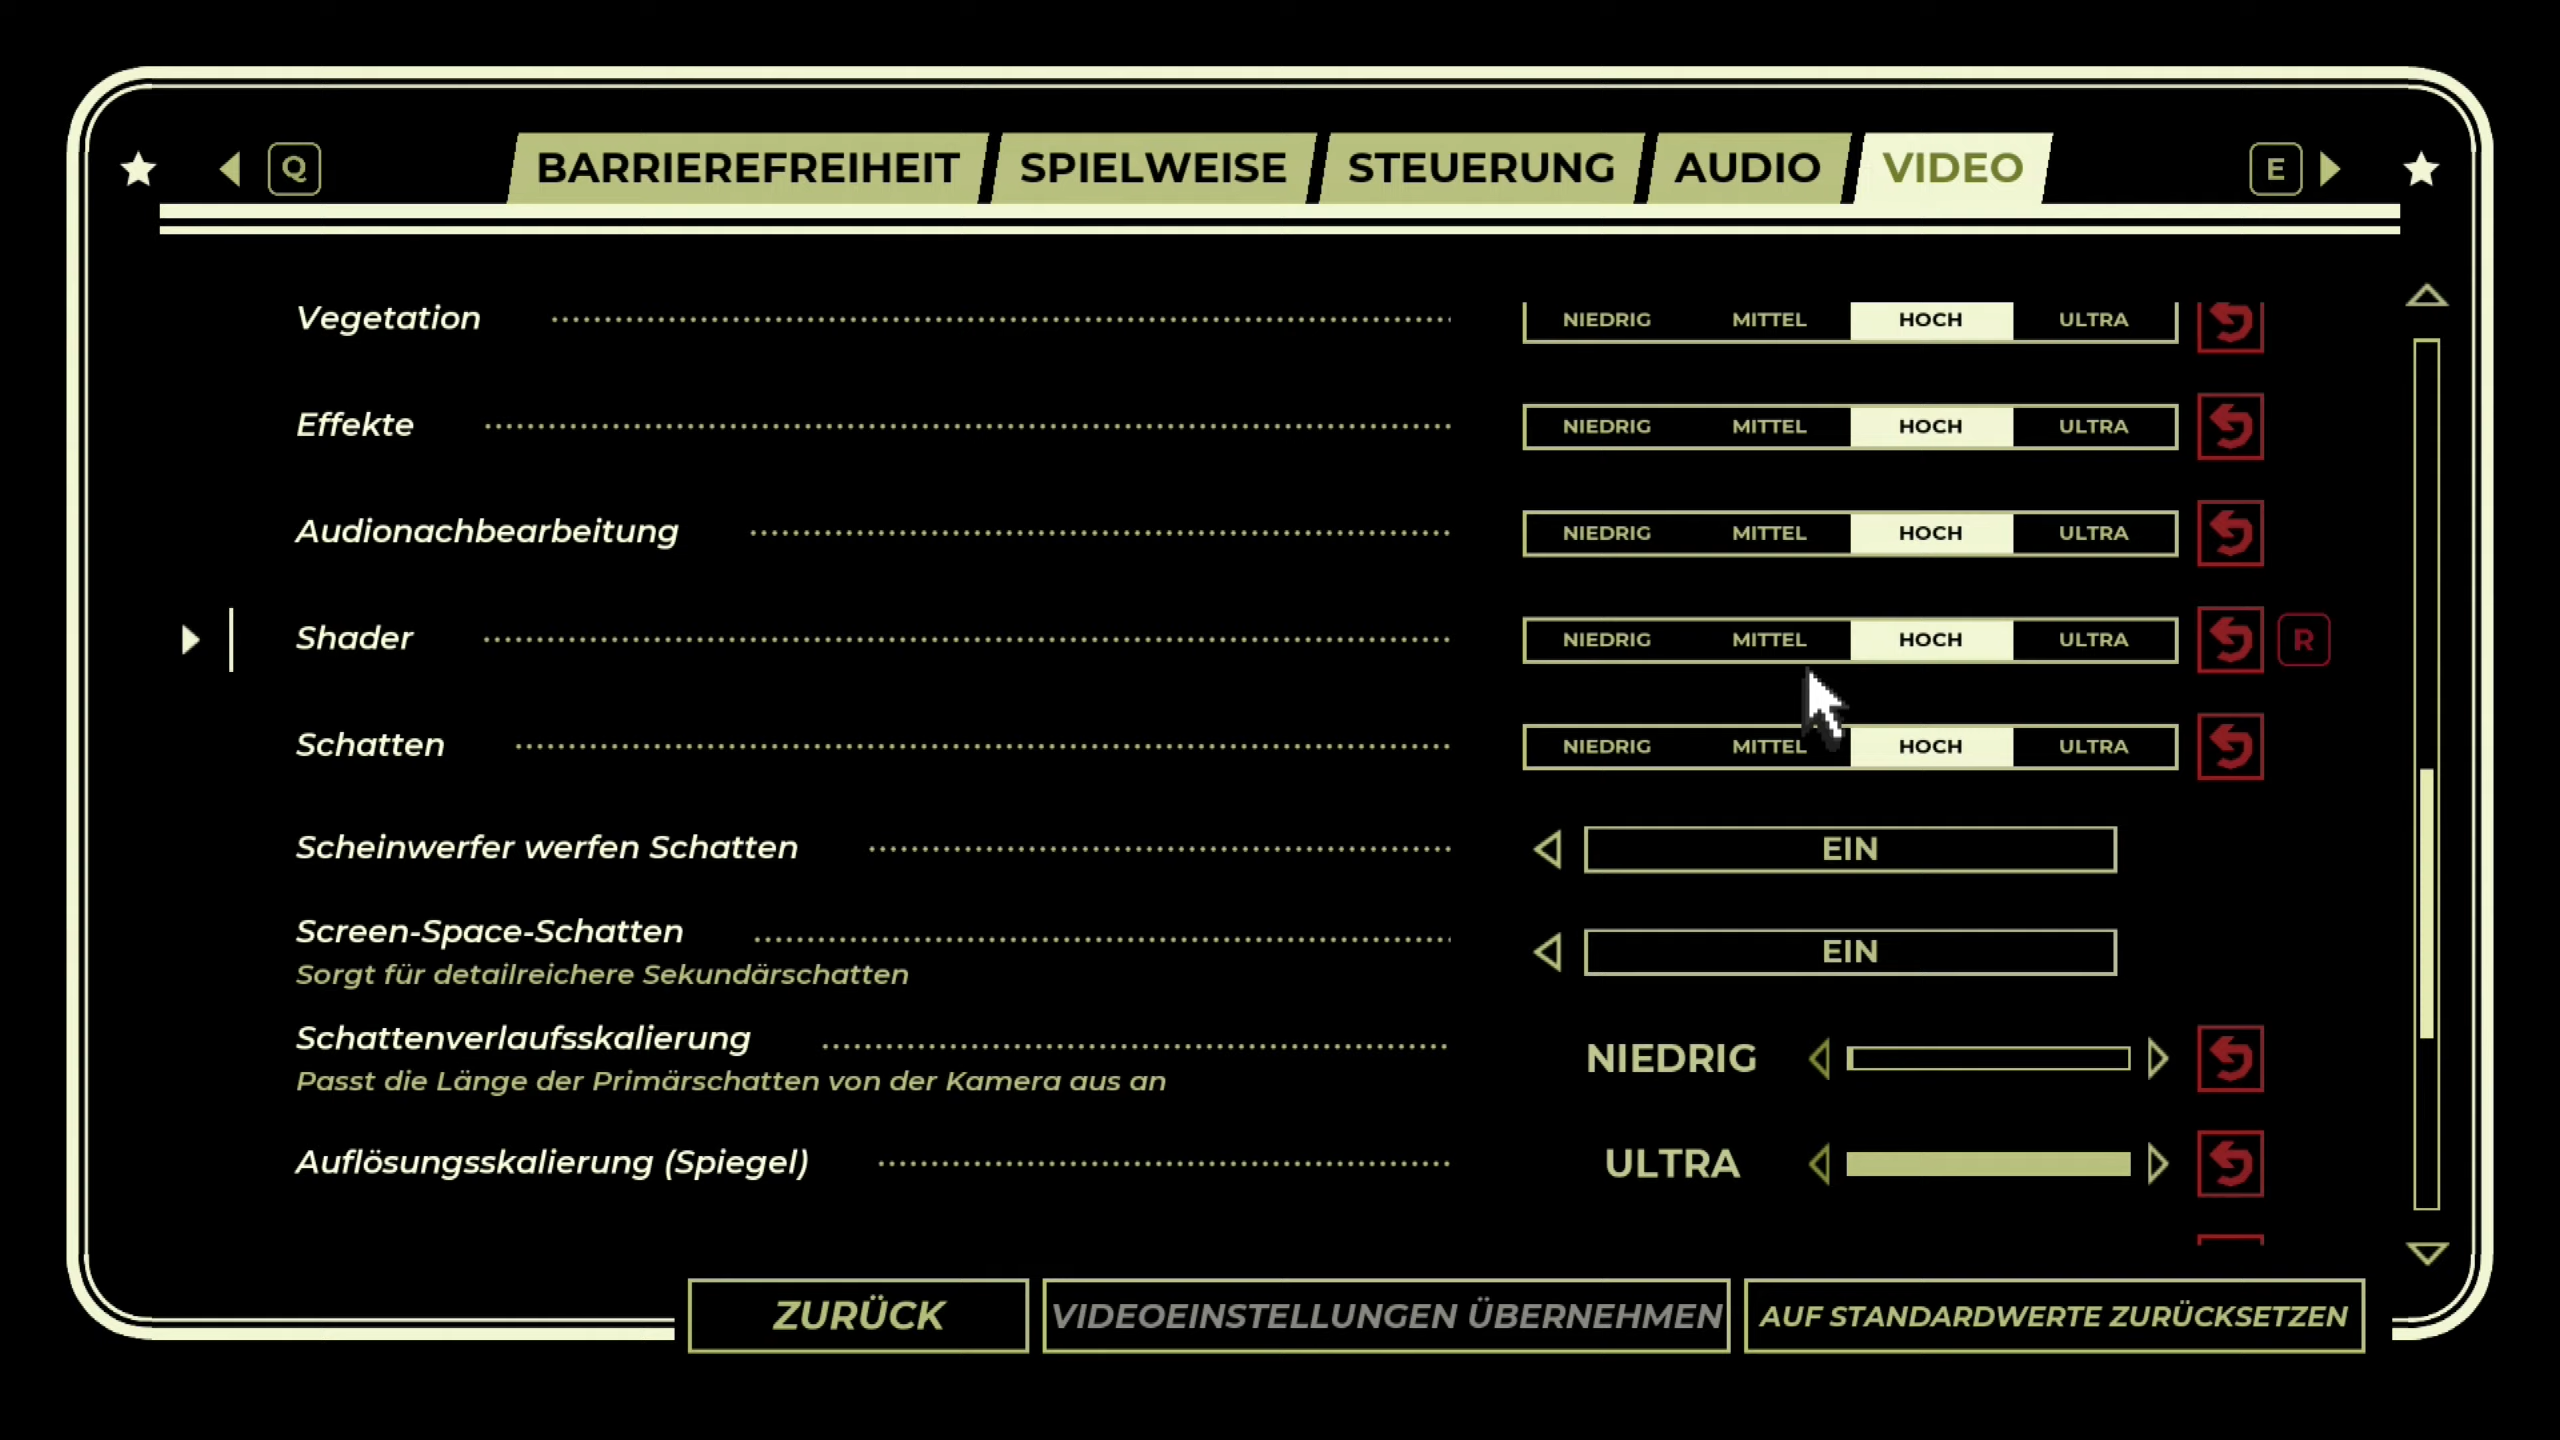 Q BARRIEREFREIHEIT SPIELWEISE STEUERUNG AUDIO VIDEO E
Vegetation NIEDRIG MITTEL HOCH ULTRA
Effekte NIEDRIG MITTEL HOCH ULTRA
Audionachbearbeitung NIEDRIG MITTEL HOCH ULTRA
Shader NIEDRIG MITTEL HOCH ULTRA R
Schatten NIEDRIG MITTEL HOCH ULTRA
Scheinwerfer werfen Schatten EIN
Screen-Space-Schatten EIN
Sorgt für detailreichere Sekundärschatten
Schattenverlaufsskalierung NIEDRIG
Passt die Länge der Primärschatten von der Kamera aus an
Auflösungsskalierung (Spiegel) ULTRA
ZURÜCK VIDEOEINSTELLUNGEN ÜBERNEHMEN AUF STANDARDWERTE ZURÜCKSETZEN